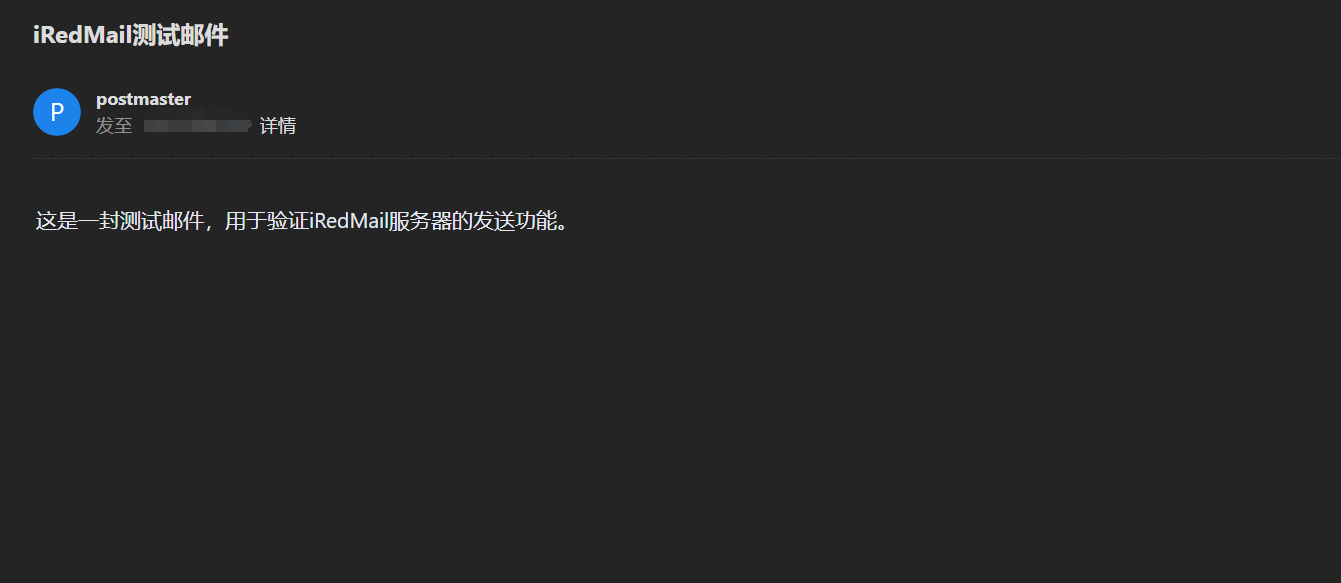 iRedMail测试邮件
P
postmaster
发至 详情
这是一封测试邮件，用于验证iRedMail服务器的发送功能。